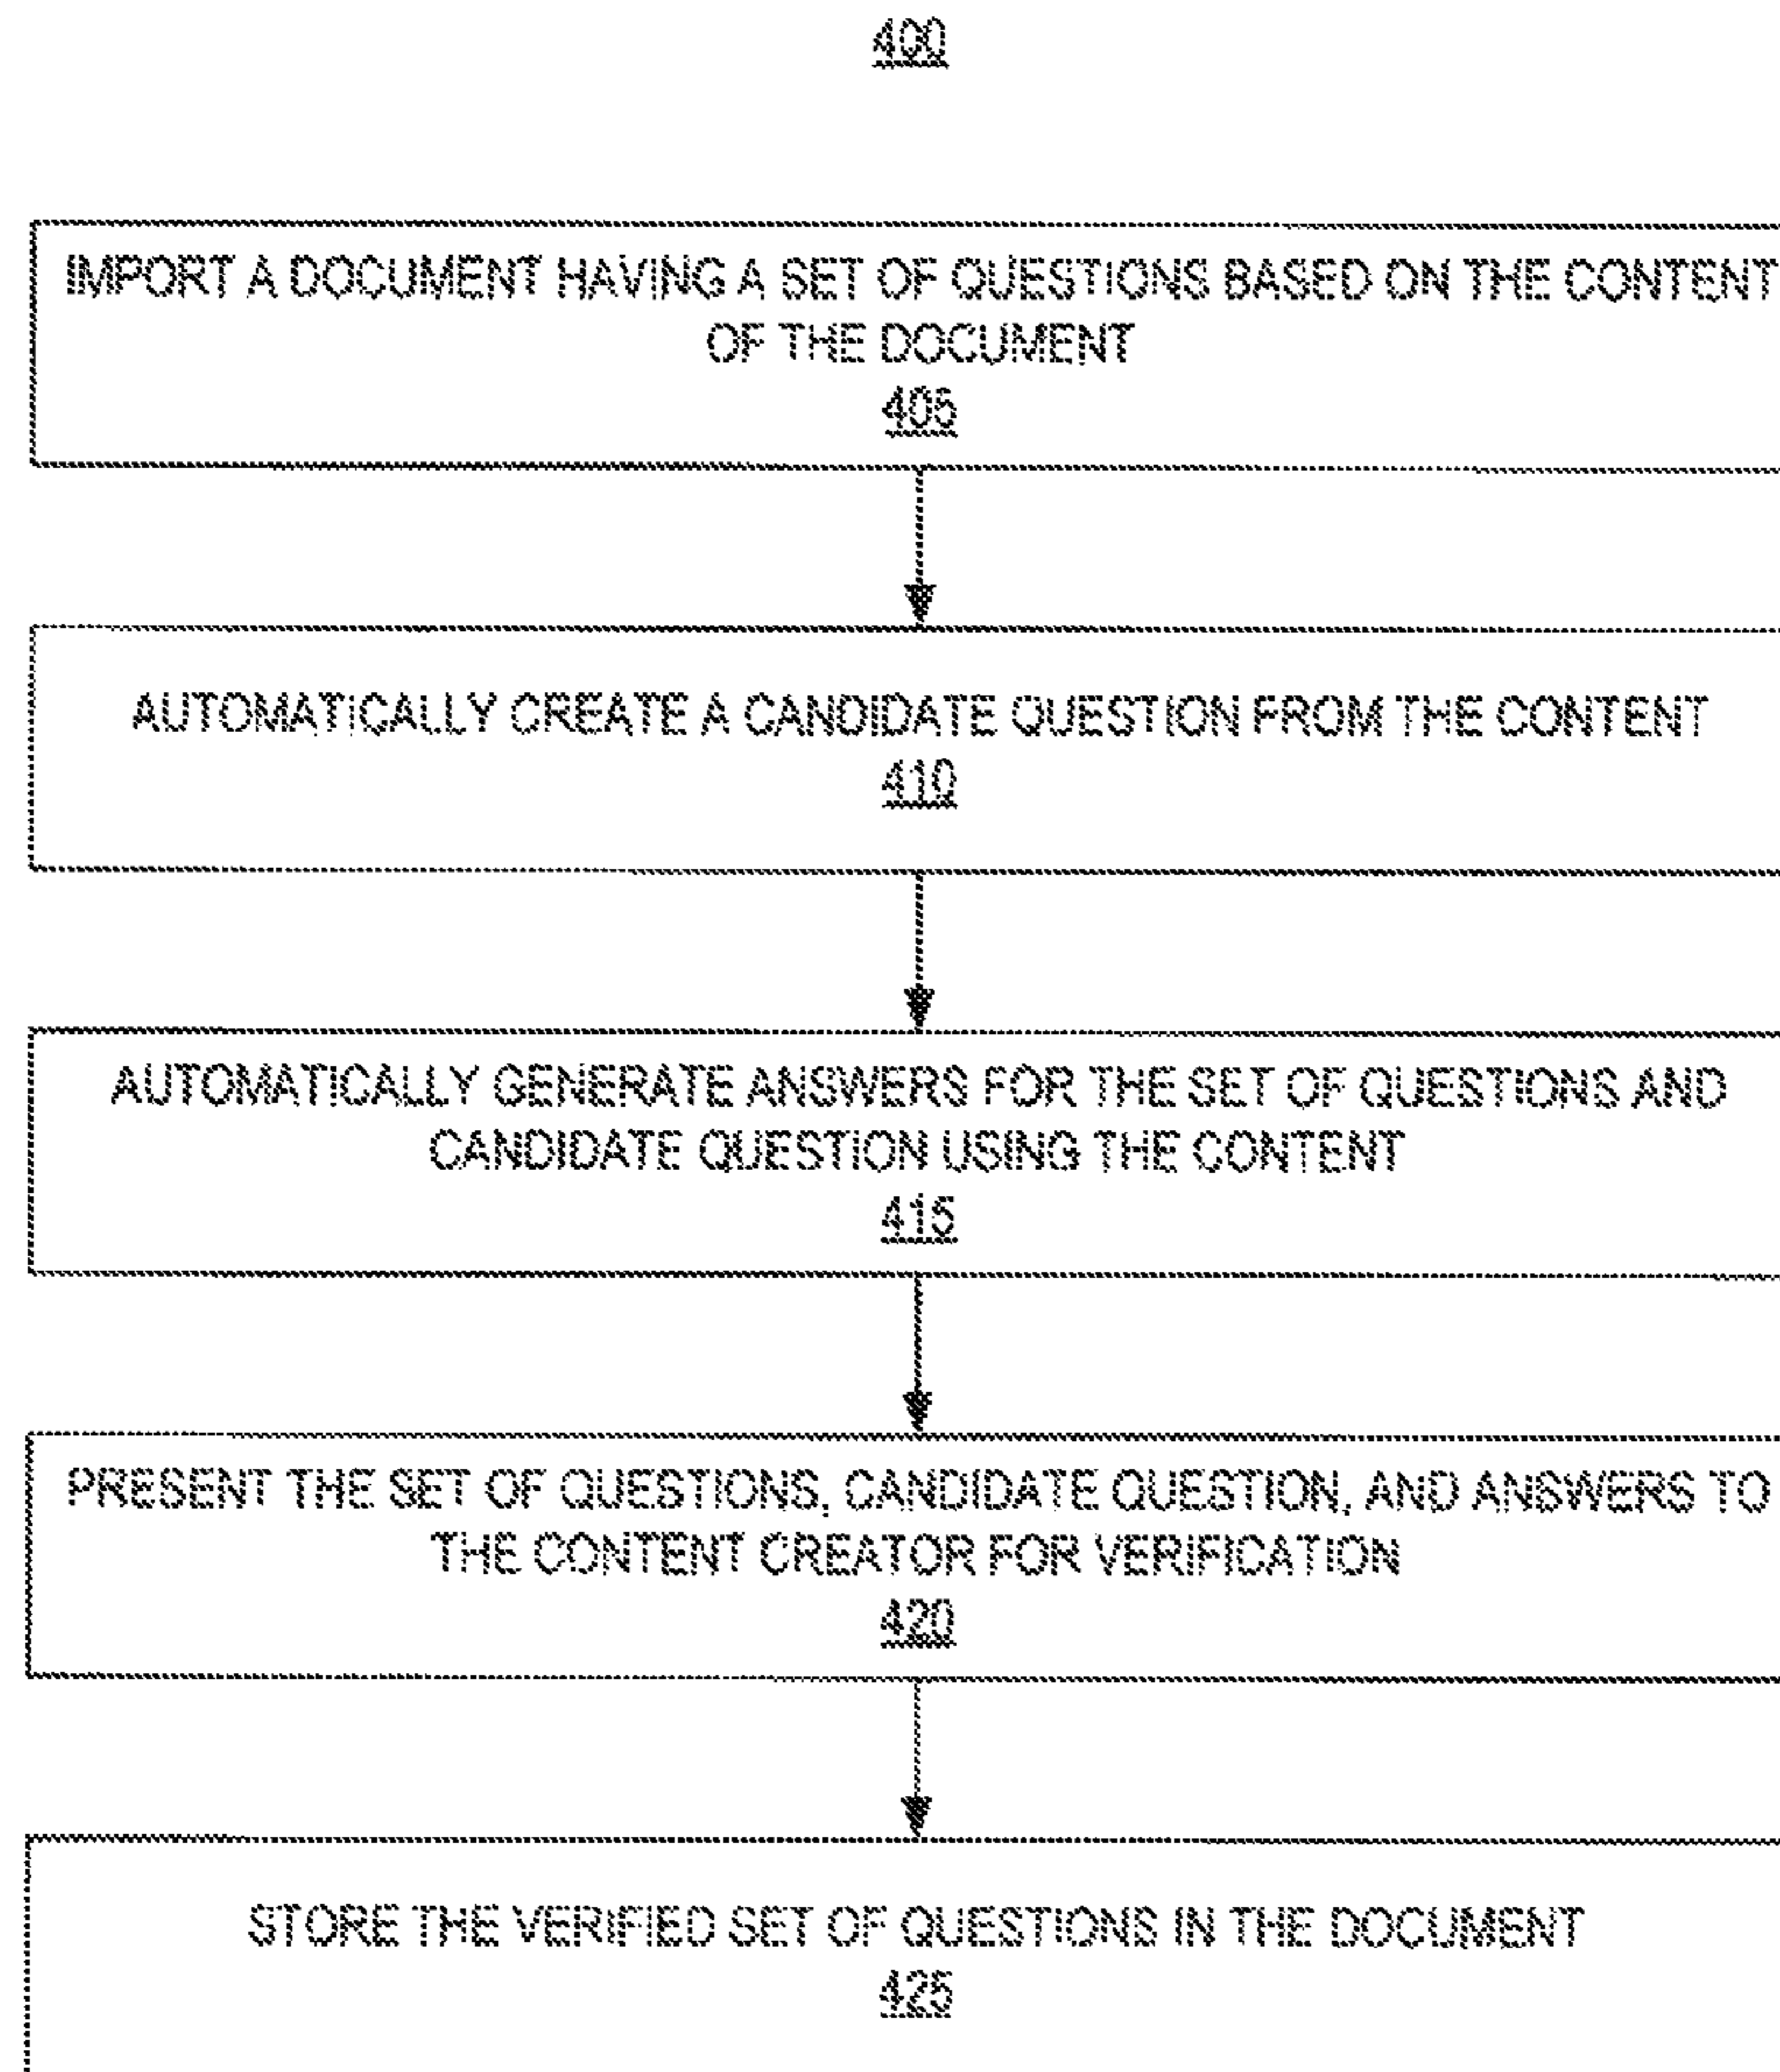 400
IMPORT A DOCUMENT HAVING A SET OF QUESTIONS BASED ON THE CONTENT
OF THE DOCUMENT
405
AUTOMATICALLY CREATE A CANDIDATE QUESTION FROM THE CONTENT
410
AUTOMATICALLY GENERATE ANSWERS FOR THE SET OF QUESTIONS AND
CANDIDATE QUESTION USING THE CONTENT
415
PRESENT THE SET OF QUESTIONS, CANDIDATE QUESTION, AND ANSWERS TO
THE CONTENT CREATOR FOR VERIFICATION
420
STORE THE VERIFIED SET OF QUESTIONS IN THE DOCUMENT
425